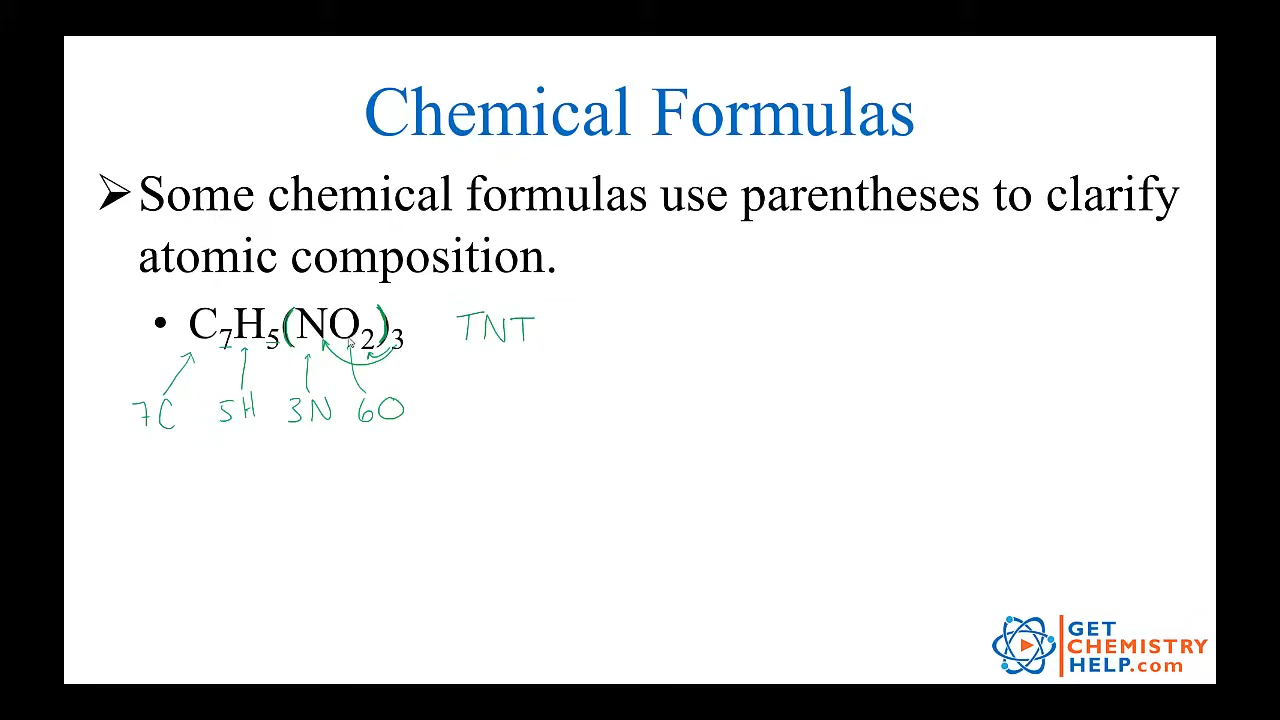 Chemical Formulas
➤Some chemical formulas use parentheses to clarify
atomic composition.
• C₇H₅(NO₂)₃ TNT
7C 5H 3N 6O
GET
CHEMISTRY
HELP.com